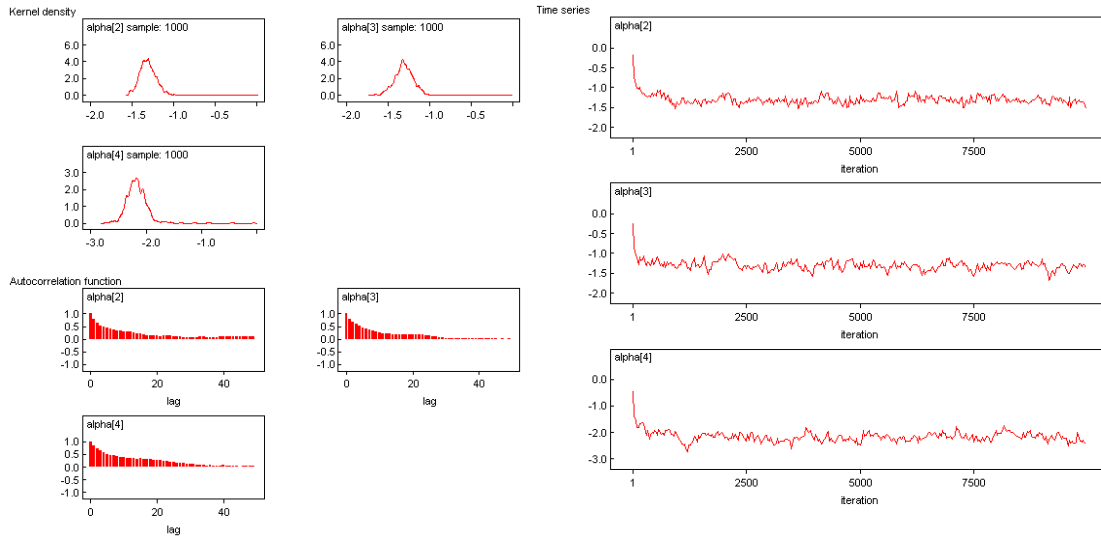 Kernel density
alpha[2] sample: 1000
6.0
4.0
2.0
0.0
-2.0 -1.5 -1.0 -0.5
alpha[3] sample: 1000
6.0
4.0
2.0
0.0
-2.0 -1.5 -1.0 -0.5
alpha[4] sample: 1000
3.0
2.0
1.0
0.0
-3.0 -2.0 -1.0
Autocorrelation function
alpha[2]
1.0
0.5
0.0
-0.5
-1.0
0 20 40
lag
alpha[3]
1.0
0.5
0.0
-0.5
-1.0
0 20 40
lag
alpha[4]
1.0
0.5
0.0
-0.5
-1.0
0 20 40
lag
Time series
alpha[2]
0.0
-0.5
-1.0
-1.5
-2.0
1 2500 5000 7500
iteration
alpha[3]
0.0
-0.5
-1.0
-1.5
-2.0
1 2500 5000 7500
iteration
alpha[4]
0.0
-1.0
-2.0
-3.0
1 2500 5000 7500
iteration